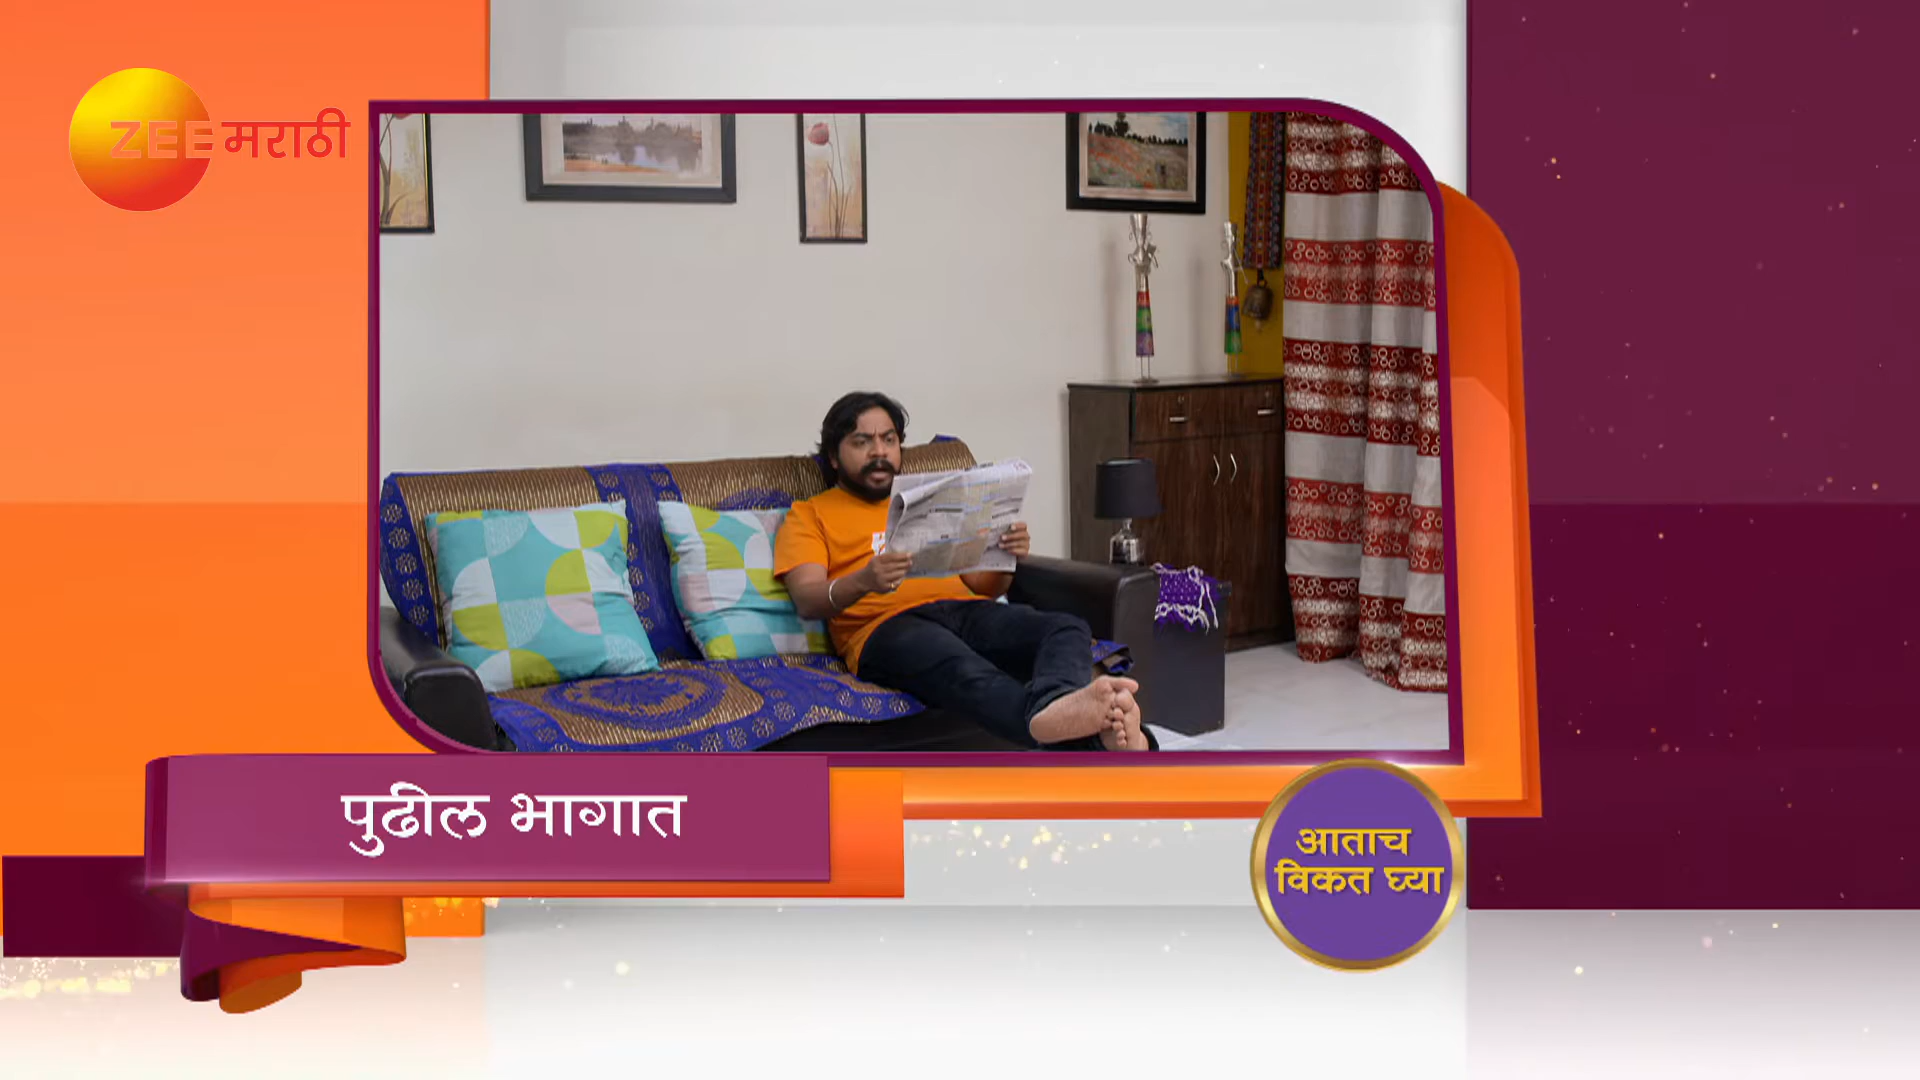 ZEE मराठी
पुढील भागात
आताच
विकत घ्या